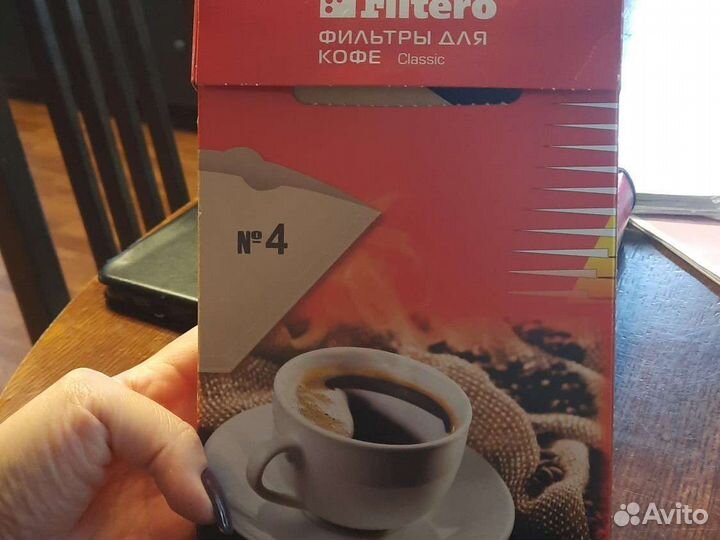 Filtero
ФИЛЬТРЫ ДЛЯ
КОФЕ Classic
№4
Avito